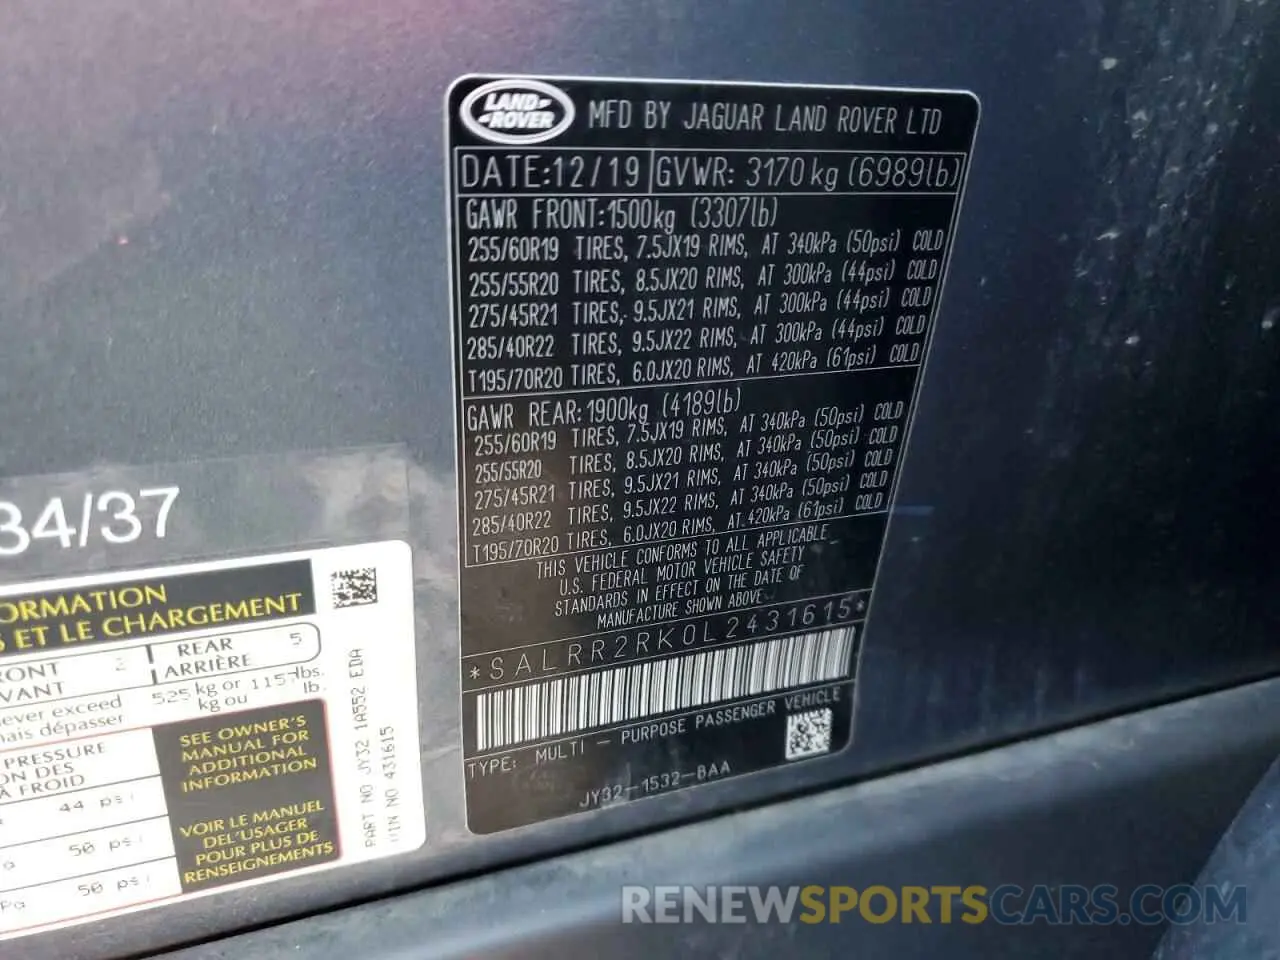 LAND-
-ROVER
MFD BY JAGUAR LAND ROVER LTD
DATE:12/19 GVWR: 3170 kg (6989lb)
GAWR FRONT:1500kg (3307lb)
255/60R19 TIRES, 7.5JX19 RIMS, AT 340kPa (50psi) COLD
255/55R20 TIRES, 8.5JX20 RIMS, AT 300kPa (44psi) COLD
275/45R21 TIRES, 9.5JX21 RIMS, AT 300kPa (44psi) COLD
285/40R22 TIRES, 9.5JX22 RIMS, AT 300kPa (44psi) COLD
T195/70R20 TIRES, 6.0JX20 RIMS, AT 420kPa (61psi) COLD
GAWR REAR:1900kg (4189lb)
255/60R19 TIRES, 7.5JX19 RIMS, AT 340kPa (50psi) COLD
255/55R20 TIRES, 8.5JX20 RIMS, AT 340kPa (50psi) COLD
275/45R21 TIRES, 9.5JX21 RIMS, AT 340kPa (50psi) COLD
285/40R22 TIRES, 9.5JX22 RIMS, AT 340kPa (50psi) COLD
T195/70R20 TIRES, 6.0JX20 RIMS, AT 420kPa (61psi) COLD
THIS VEHICLE CONFORMS TO ALL APPLICABLE
U.S. FEDERAL MOTOR VEHICLE SAFETY
STANDARDS IN EFFECT ON THE DATE OF
MANUFACTURE SHOWN ABOVE
*SALRR2RK0L2431615*
TYPE: MULTI - PURPOSE PASSENGER VEHICLE
JY32-1532-BAA
34/37
ORMATION
ET LE CHARGEMENT
RONT 2 REAR 5
VANT ARRIÈRE
never exceed 525 kg or 1157 lbs.
mais dépasser kg ou lb.
PRESSURE
ON DES
À FROID
44 psi
50 psi
Pa 50 psi
SEE OWNER'S
MANUAL FOR
ADDITIONAL
INFORMATION
VOIR LE MANUEL
DE L'USAGER
POUR PLUS DE
RENSEIGNEMENTS
PART NO JY32 1A552 EDA
VIN NO 431615
RENEWSPORTSCARS.COM